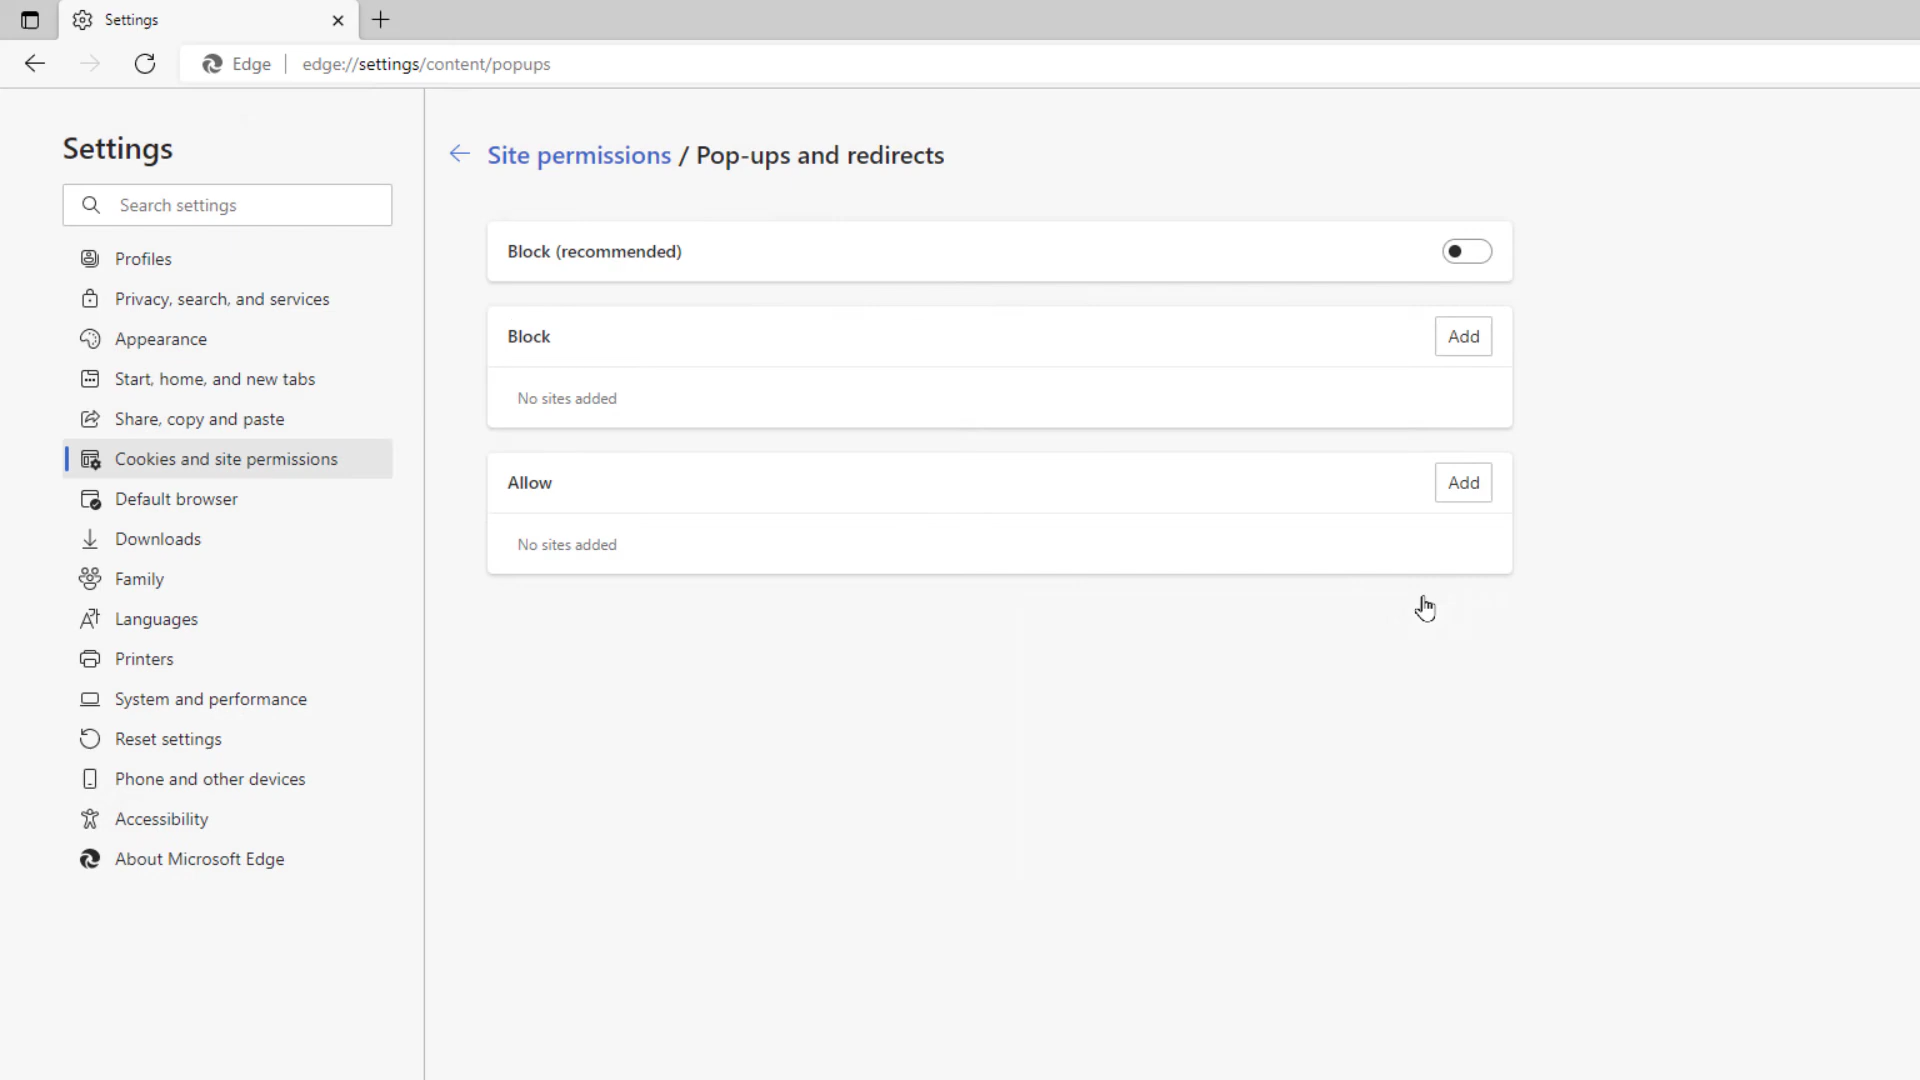 Settings
Edge
edge://settings/content/popups
Settings
Search settings
Profiles
Privacy, search, and services
Appearance
Start, home, and new tabs
Share, copy and paste
Cookies and site permissions
Default browser
Downloads
Family
Languages
Printers
System and performance
Reset settings
Phone and other devices
Accessibility
About Microsoft Edge
Site permissions / Pop-ups and redirects
Block (recommended)
Block
Add
No sites added
Allow
Add
No sites added